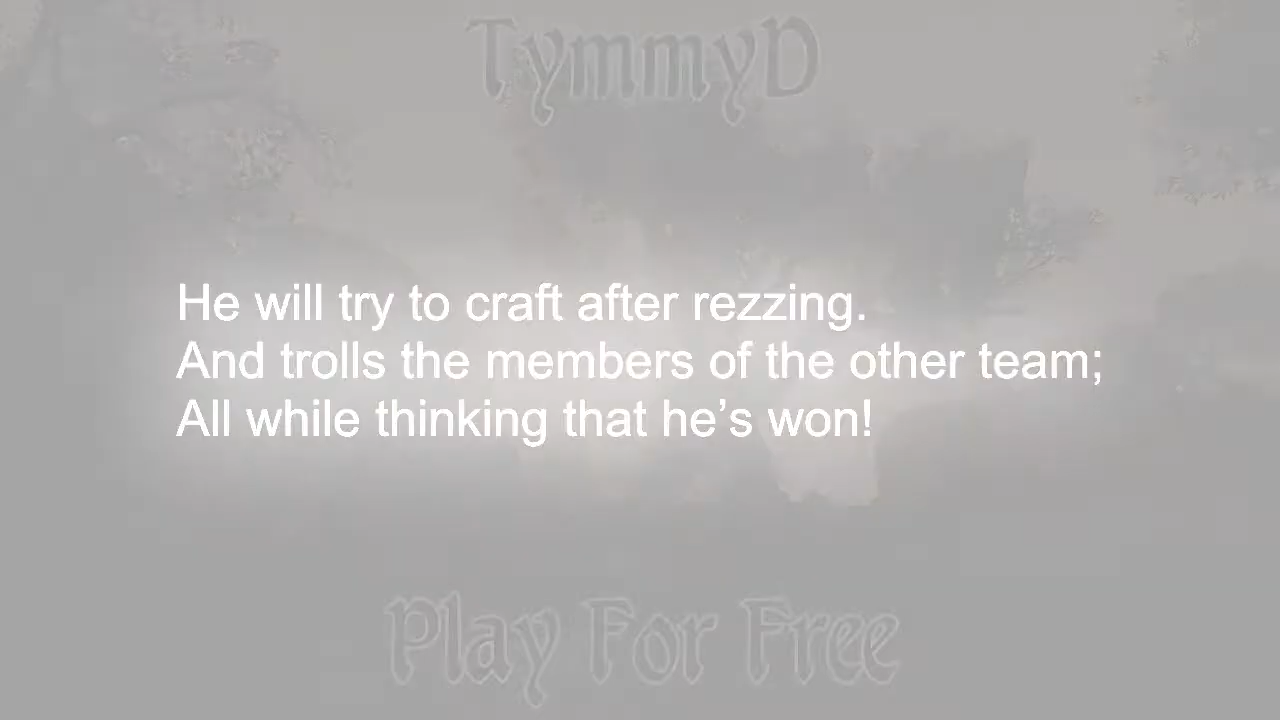 TymmyD
He will try to craft after rezzing.
And trolls the members of the other team;
All while thinking that he’s won!
Play For Free